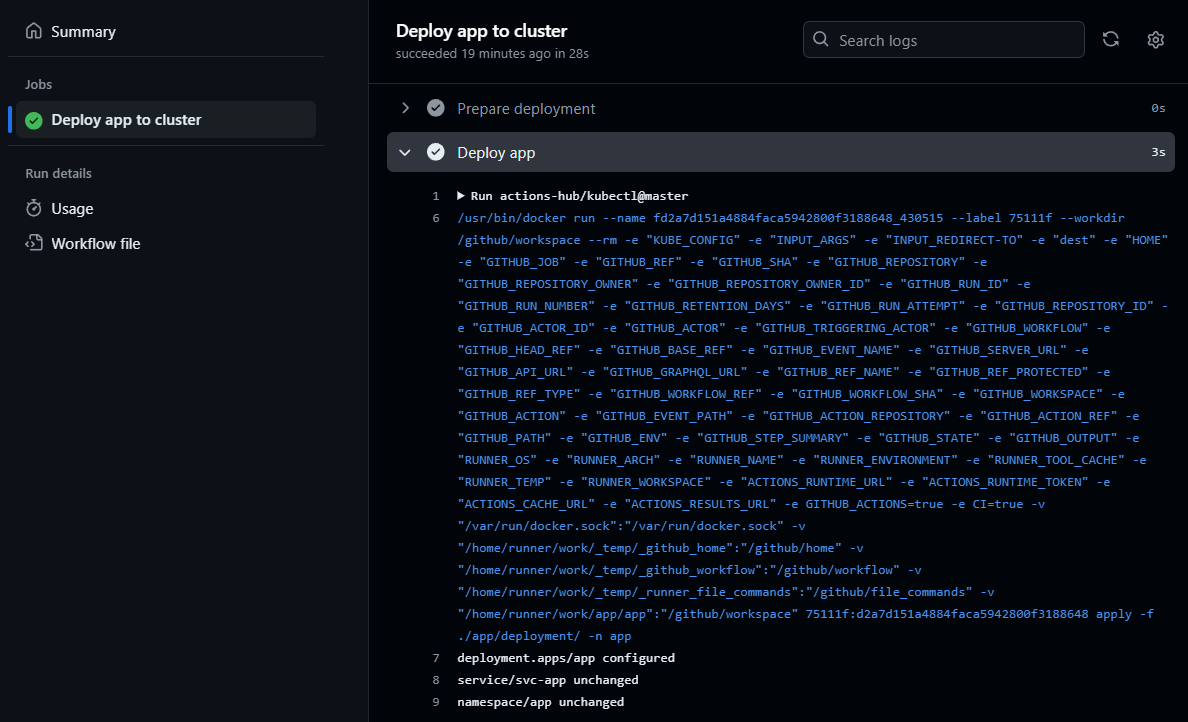 Summary
Jobs
Deploy app to cluster
Run details
Usage
Workflow file
Deploy app to cluster
succeeded 19 minutes ago in 28s
Search logs
Prepare deployment 0s
Deploy app 3s
1 Run actions-hub/kubectl@master
6 /usr/bin/docker run --name fd2a7d151a4884faca5942800f3188648_430515 --label 75111f --workdir
/github/workspace --rm -e "KUBE_CONFIG" -e "INPUT_ARGS" -e "INPUT_REDIRECT-TO" -e "dest" -e "HOME"
-e "GITHUB_JOB" -e "GITHUB_REF" -e "GITHUB_SHA" -e "GITHUB_REPOSITORY" -e
"GITHUB_REPOSITORY_OWNER" -e "GITHUB_REPOSITORY_OWNER_ID" -e "GITHUB_RUN_ID" -e
"GITHUB_RUN_NUMBER" -e "GITHUB_RETENTION_DAYS" -e "GITHUB_RUN_ATTEMPT" -e "GITHUB_REPOSITORY_ID" -
e "GITHUB_ACTOR_ID" -e "GITHUB_ACTOR" -e "GITHUB_TRIGGERING_ACTOR" -e "GITHUB_WORKFLOW" -e
"GITHUB_HEAD_REF" -e "GITHUB_BASE_REF" -e "GITHUB_EVENT_NAME" -e "GITHUB_SERVER_URL" -e
"GITHUB_API_URL" -e "GITHUB_GRAPHQL_URL" -e "GITHUB_REF_NAME" -e "GITHUB_REF_PROTECTED" -e
"GITHUB_REF_TYPE" -e "GITHUB_WORKFLOW_REF" -e "GITHUB_WORKFLOW_SHA" -e "GITHUB_WORKSPACE" -e
"GITHUB_ACTION" -e "GITHUB_EVENT_PATH" -e "GITHUB_ACTION_REPOSITORY" -e "GITHUB_ACTION_REF" -e
"GITHUB_PATH" -e "GITHUB_ENV" -e "GITHUB_STEP_SUMMARY" -e "GITHUB_STATE" -e "GITHUB_OUTPUT" -e
"RUNNER_OS" -e "RUNNER_ARCH" -e "RUNNER_NAME" -e "RUNNER_ENVIRONMENT" -e "RUNNER_TOOL_CACHE" -e
"RUNNER_TEMP" -e "RUNNER_WORKSPACE" -e "ACTIONS_RUNTIME_URL" -e "ACTIONS_RUNTIME_TOKEN" -e
"ACTIONS_CACHE_URL" -e "ACTIONS_RESULTS_URL" -e GITHUB_ACTIONS=true -e CI=true -v
"/var/run/docker.sock":"/var/run/docker.sock" -v
"/home/runner/work/_temp/_github_home":"/github/home" -v
"/home/runner/work/_temp/_github_workflow":"/github/workflow" -v
"/home/runner/work/_temp/_runner_file_commands":"/github/file_commands" -v
"/home/runner/work/app/app":"/github/workspace" 75111f:d2a7d151a4884faca5942800f3188648 apply -f
./app/deployment/ -n app
7 deployment.apps/app configured
8 service/svc-app unchanged
9 namespace/app unchanged